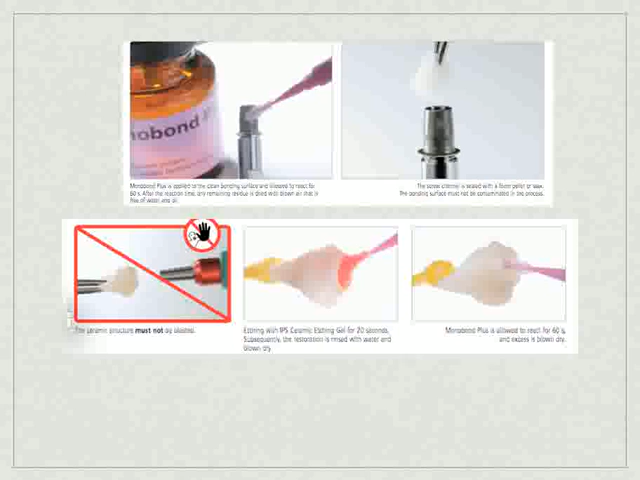 nobond
Monobond Plus is applied to the clean bonding surface and allowed to react for
60 s. After the reaction time, any remaining residue is dried with blown air that is
free of water and oil.
The screw channel is sealed with a foam pellet or wax.
The bonding surface must not be contaminated in the process.
The ceramic structure must not be blasted.
Etching with IPS Ceramic Etching Gel for 20 seconds.
Subsequently, the restoration is rinsed with water and
blown dry.
Monobond Plus is allowed to react for 60 s,
and excess is blown dry.